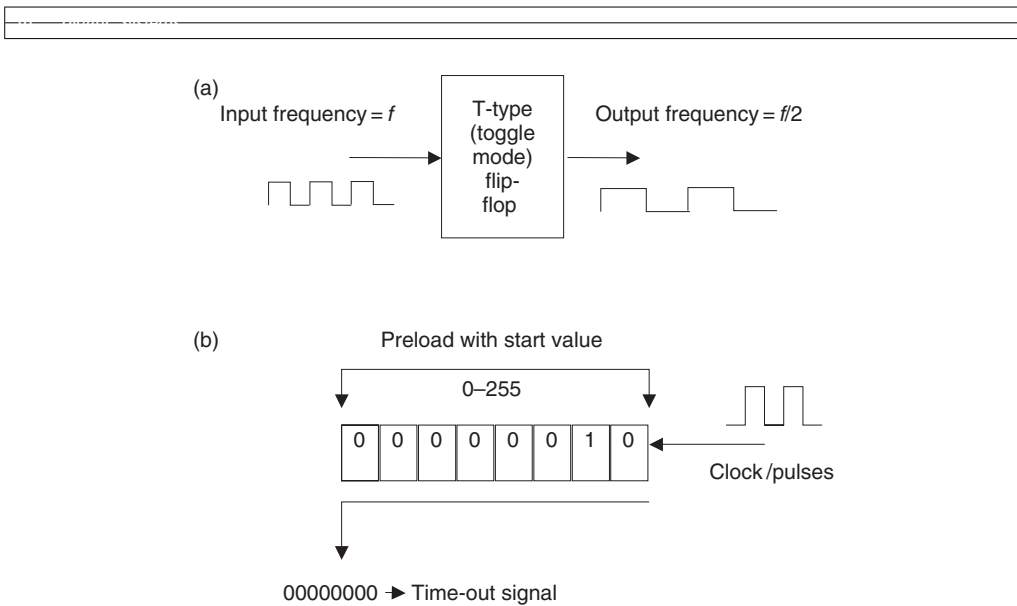 (a)
Input frequency = f
T-type
(toggle
mode)
flip-
flop
Output frequency = f/2
(b)
Preload with start value
0–255
0 0 0 0 0 0 1 0
Clock/pulses
00000000 Time-out signal